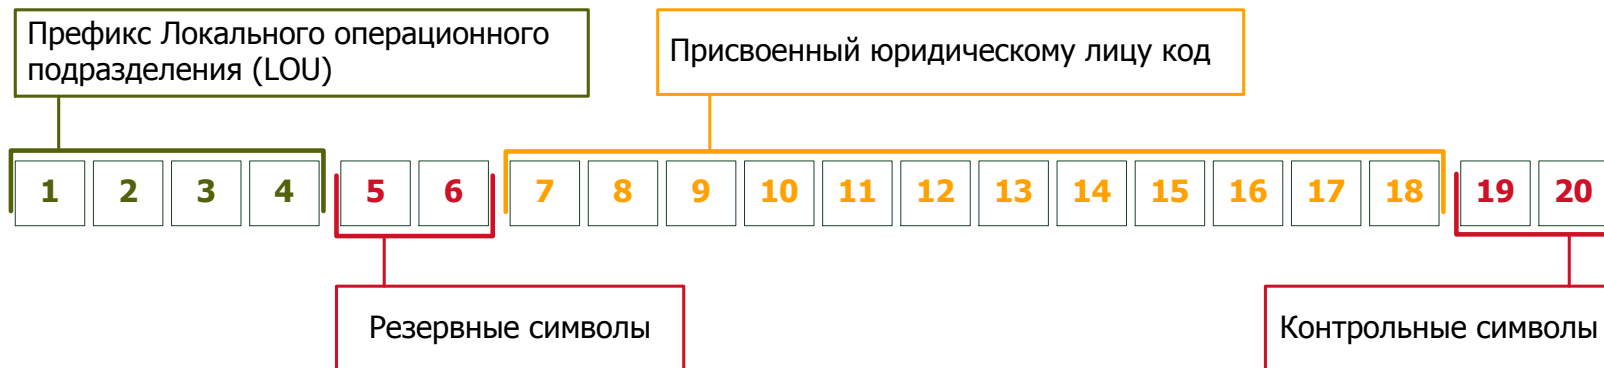 Префикс Локального операционного
подразделения (LOU)
Присвоенный юридическому лицу код
1 2 3 4 5 6 7 8 9 10 11 12 13 14 15 16 17 18 19 20
Резервные символы
Контрольные символы